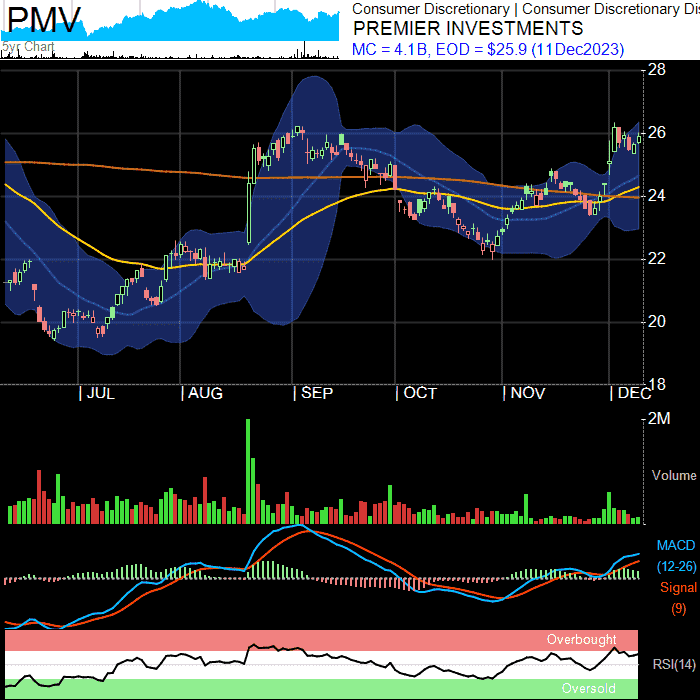 PMV
5yr Chart
Consumer Discretionary | Consumer Discretionary Dis
PREMIER INVESTMENTS
MC = 4.1B, EOD = $25.9 (11Dec2023)
28
26
24
22
20
18
| JUL | AUG | SEP | OCT | NOV | DEC
2M
Volume
MACD
(12-26)
Signal
(9)
Overbought
RSI(14)
Oversold